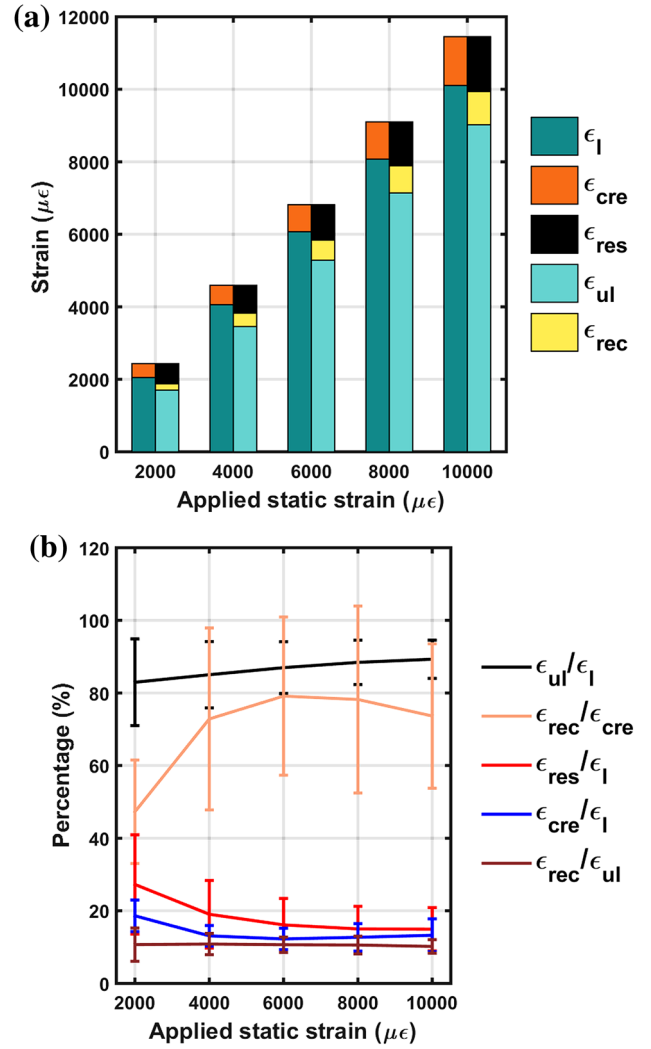 (a)
12000
10000
8000
6000
4000
2000
0
Strain (με)
2000 4000 6000 8000 10000
Applied static strain (με)
ϵl
ϵcre
ϵres
ϵul
ϵrec
(b)
120
100
80
60
40
20
0
Percentage (%)
2000 4000 6000 8000 10000
Applied static strain (με)
ϵul/ϵl
ϵrec/ϵcre
ϵres/ϵl
ϵcre/ϵl
ϵrec/ϵul